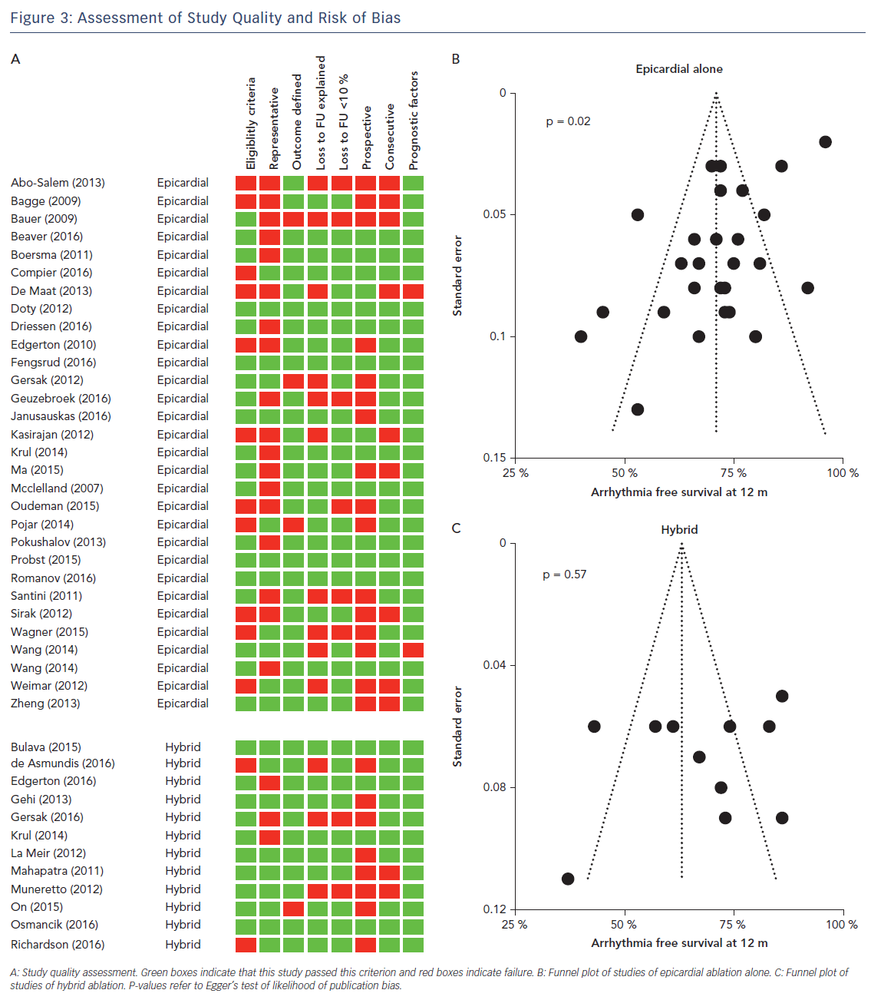 Figure 3: Assessment of Study Quality and Risk of Bias
A
Eligiblity criteria
Representative
Outcome defined
Loss to FU explained
Loss to FU <10 %
Prospective
Consecutive
Prognostic factors
Abo-Salem (2013) Epicardial
Bagge (2009) Epicardial
Bauer (2009) Epicardial
Beaver (2016) Epicardial
Boersma (2011) Epicardial
Compier (2016) Epicardial
De Maat (2013) Epicardial
Doty (2012) Epicardial
Driessen (2016) Epicardial
Edgerton (2010) Epicardial
Fengsrud (2016) Epicardial
Gersak (2012) Epicardial
Geuzebroek (2016) Epicardial
Janusauskas (2016) Epicardial
Kasirajan (2012) Epicardial
Krul (2014) Epicardial
Ma (2015) Epicardial
Mcclelland (2007) Epicardial
Oudeman (2015) Epicardial
Pojar (2014) Epicardial
Pokushalov (2013) Epicardial
Probst (2015) Epicardial
Romanov (2016) Epicardial
Santini (2011) Epicardial
Sirak (2012) Epicardial
Wagner (2015) Epicardial
Wang (2014) Epicardial
Wang (2014) Epicardial
Weimar (2012) Epicardial
Zheng (2013) Epicardial
Bulava (2015) Hybrid
de Asmundis (2016) Hybrid
Edgerton (2016) Hybrid
Gehi (2013) Hybrid
Gersak (2016) Hybrid
Krul (2014) Hybrid
La Meir (2012) Hybrid
Mahapatra (2011) Hybrid
Muneretto (2012) Hybrid
On (2015) Hybrid
Osmancik (2016) Hybrid
Richardson (2016) Hybrid
B
Epicardial alone
p = 0.02
Standard error
0
0.05
0.1
0.15
25 % 50 % 75 % 100 %
Arrhythmia free survival at 12 m
C
Hybrid
p = 0.57
Standard error
0
0.04
0.08
0.12
25 % 50 % 75 % 100 %
Arrhythmia free survival at 12 m
A: Study quality assessment. Green boxes indicate that this study passed this criterion and red boxes indicate failure. B: Funnel plot of studies of epicardial ablation alone. C: Funnel plot of
studies of hybrid ablation. P-values refer to Egger's test of likelihood of publication bias.